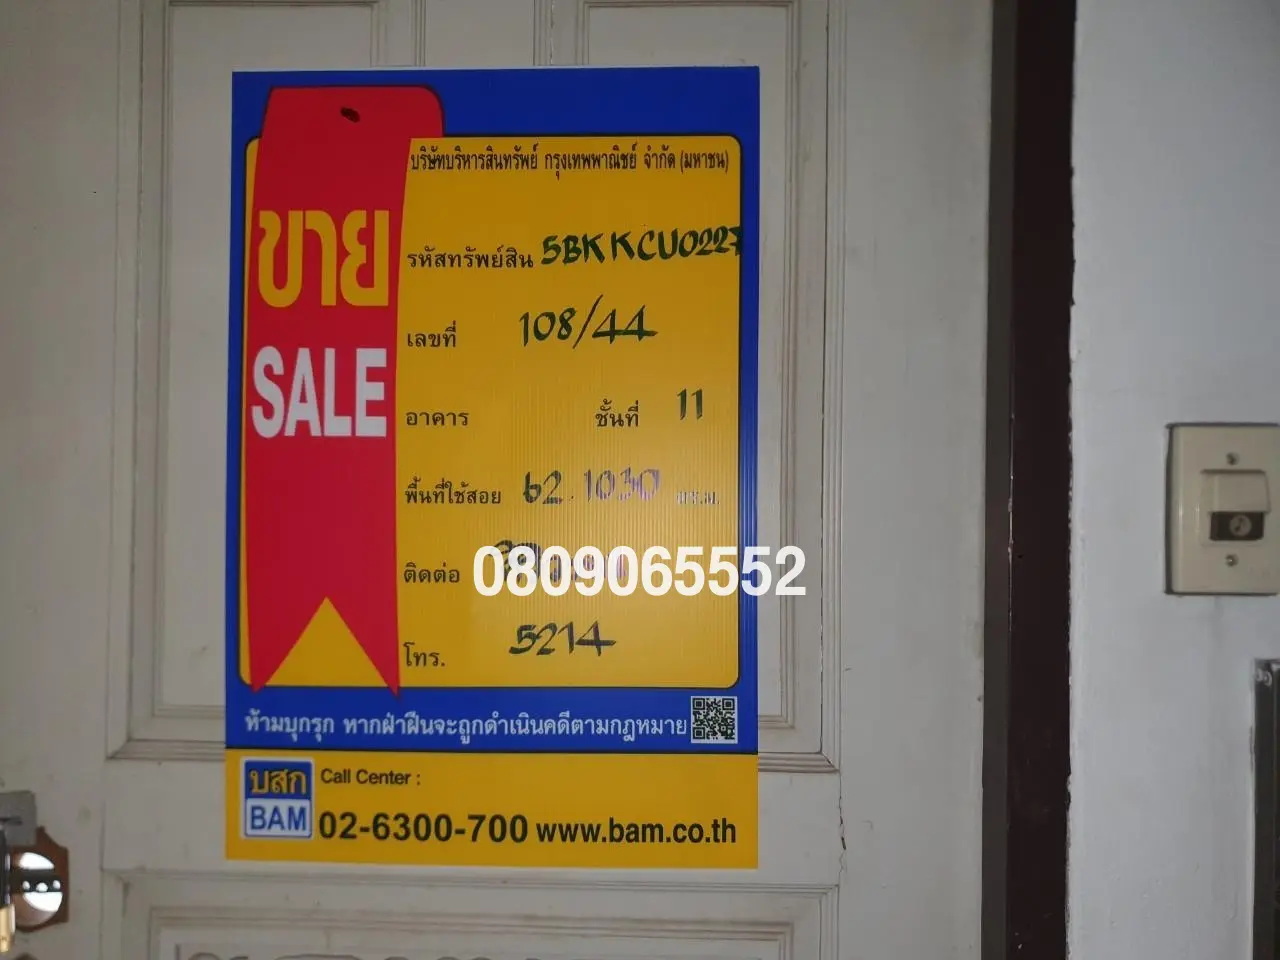 บริษัทบริหารสินทรัพย์ กรุงเทพพาณิชย์ จำกัด (มหาชน)
ขาย
SALE
รหัสทรัพย์สิน 5BKKCU0227
เลขที่ 108/44
อาคาร ชั้นที่ 11
พื้นที่ใช้สอย 62.1030 ตร.ม.
ติดต่อ 0809065552
โทร. 5214
ห้ามบุกรุก หากฝ่าฝืนจะถูกดำเนินคดีตามกฎหมาย
บสก
BAM
Call Center :
02-6300-700 www.bam.co.th